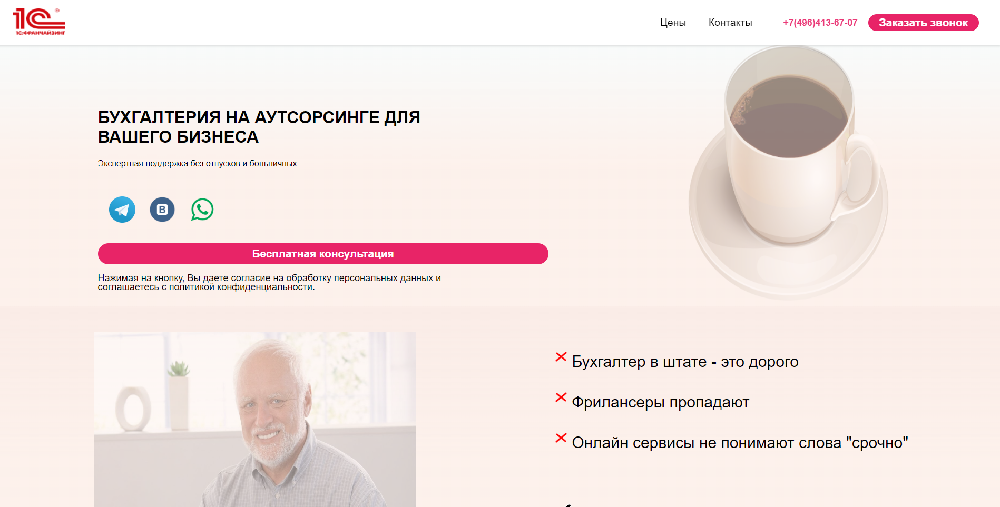 1С®
1С:ФРАНЧАЙЗИНГ
Цены
Контакты
+7(496)413-67-07
Заказать звонок
БУХГАЛТЕРИЯ НА АУТСОРСИНГЕ ДЛЯ
ВАШЕГО БИЗНЕСА
Экспертная поддержка без отпусков и больничных
В
Бесплатная консультация
Нажимая на кнопку, Вы даете согласие на обработку персональных данных и
соглашаетесь с политикой конфиденциальности.
Бухгалтер в штате - это дорого
Фрилансеры пропадают
Онлайн сервисы не понимают слова "срочно"